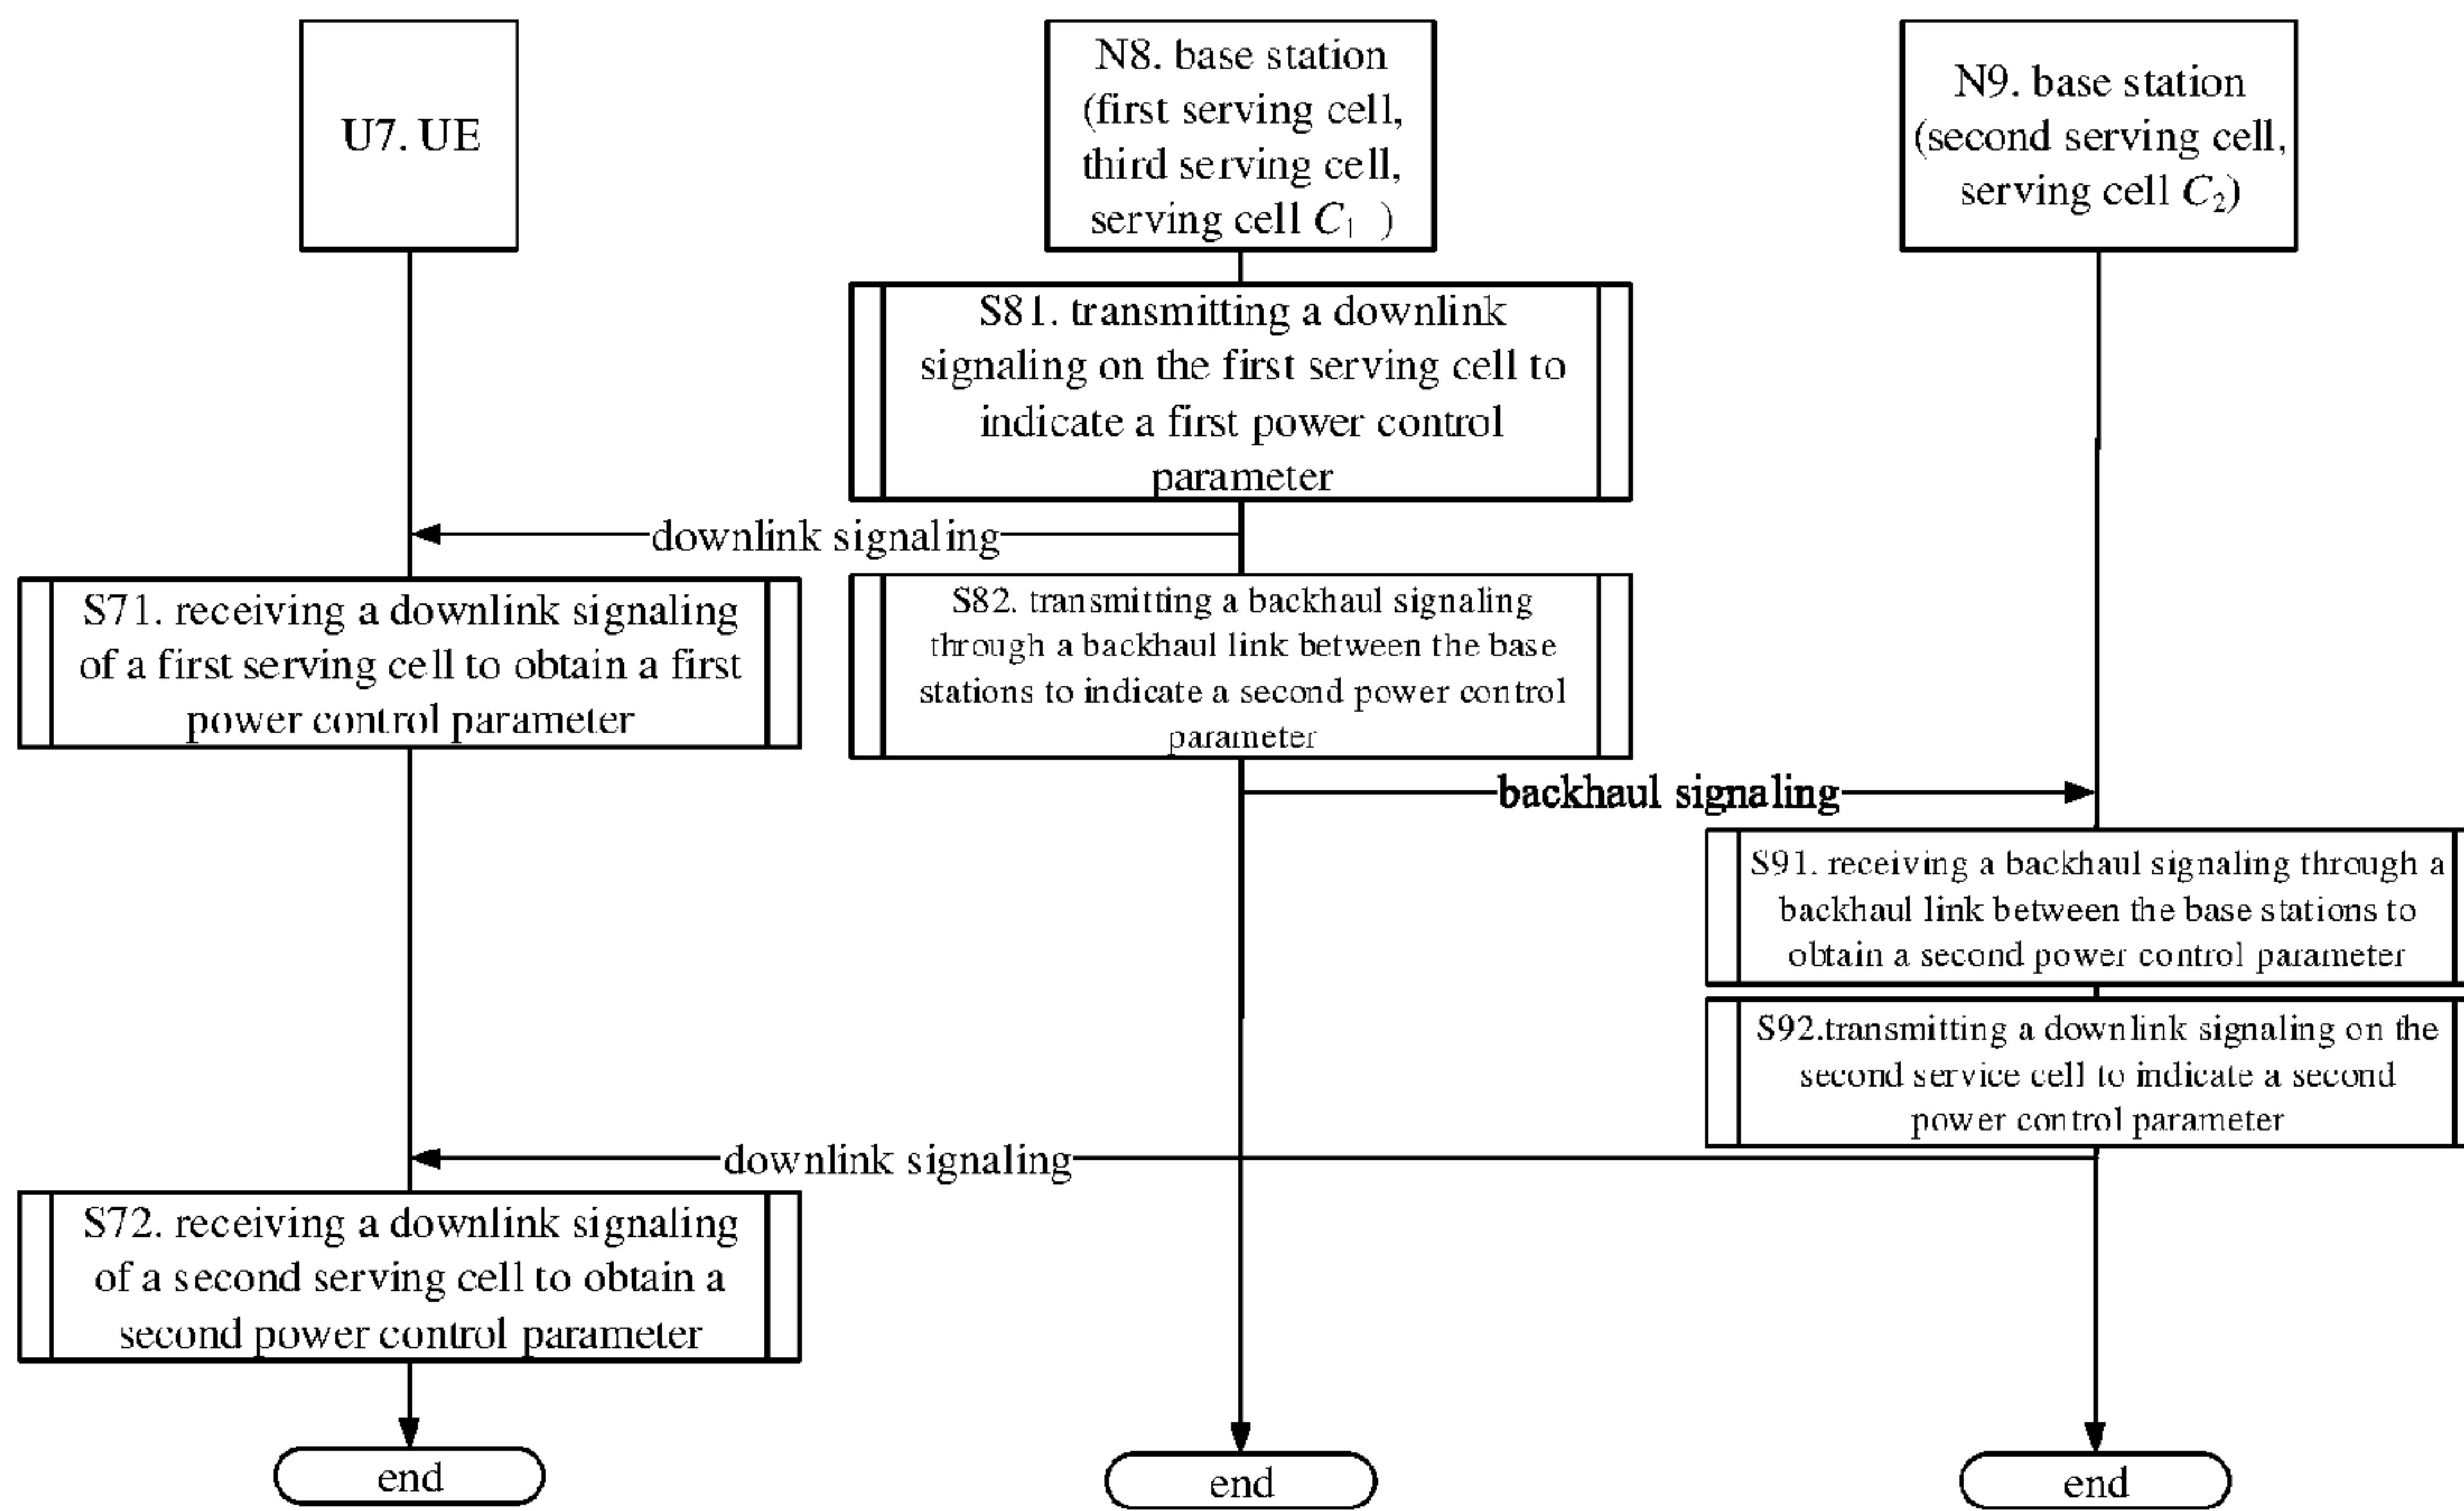 U7. UE
N8. base station
(first serving cell,
third serving cell,
serving cell C₁ )
N9. base station
(second serving cell,
serving cell C₂)
S81. transmitting a downlink
signaling on the first serving cell to
indicate a first power control
parameter
downlink signaling
S71. receiving a downlink signaling
of a first serving cell to obtain a first
power control parameter
S82. transmitting a backhaul signaling
through a backhaul link between the base
stations to indicate a second power control
parameter
backhaul signaling
S91. receiving a backhaul signaling through a
backhaul link between the base stations to
obtain a second power control parameter
S92.transmitting a downlink signaling on the
second service cell to indicate a second
power control parameter
downlink signaling
S72. receiving a downlink signaling
of a second serving cell to obtain a
second power control parameter
end
end
end